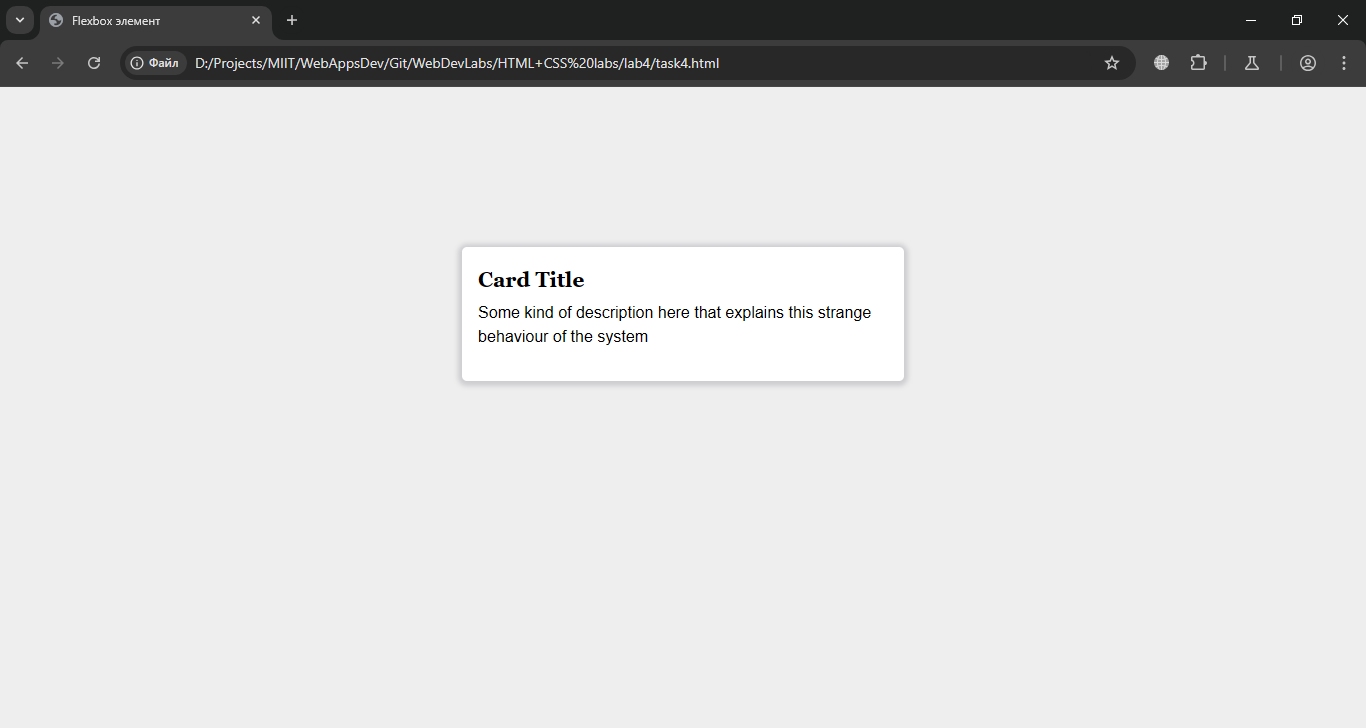 Flexbox элемент
Файл
D:/Projects/MIIT/WebAppsDev/Git/WebDevLabs/HTML+CSS%20labs/lab4/task4.html
Card Title
Some kind of description here that explains this strange
behaviour of the system